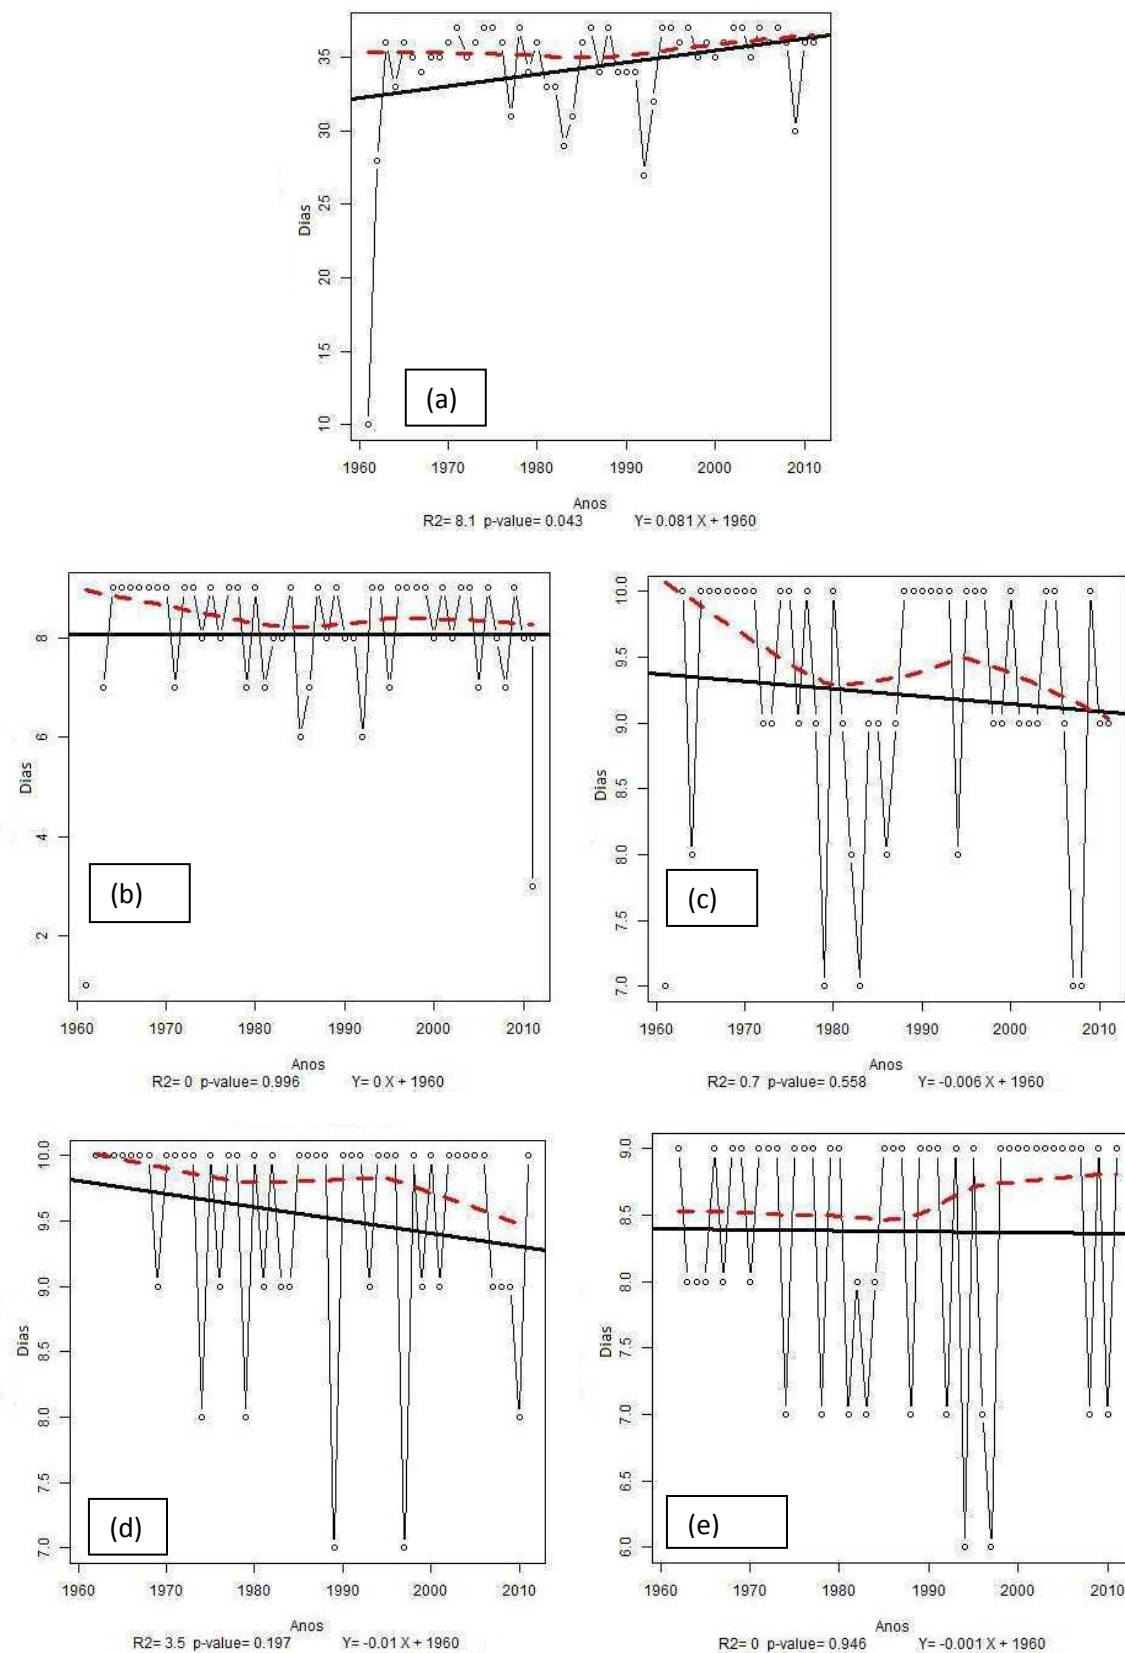 35
30
25
20
15
10
Dias
(a)
1960 1970 1980 1990 2000 2010
Anos
R2= 8.1 p-value= 0.043 Y= 0.081 X + 1960
8
6
4
2
Dias
(b)
1960 1970 1980 1990 2000 2010
Anos
R2= 0 p-value= 0.996 Y= 0 X + 1960
10.0
9.5
9.0
8.5
8.0
7.5
7.0
Dias
(c)
1960 1970 1980 1990 2000 2010
Anos
R2= 0.7 p-value= 0.558 Y= -0.006 X + 1960
10.0
9.5
9.0
8.5
8.0
7.5
7.0
Dias
(d)
1960 1970 1980 1990 2000 2010
Anos
R2= 3.5 p-value= 0.197 Y= -0.01 X + 1960
9.0
8.5
8.0
7.5
7.0
6.5
6.0
Dias
(e)
1960 1970 1980 1990 2000 2010
Anos
R2= 0 p-value= 0.946 Y= -0.001 X + 1960